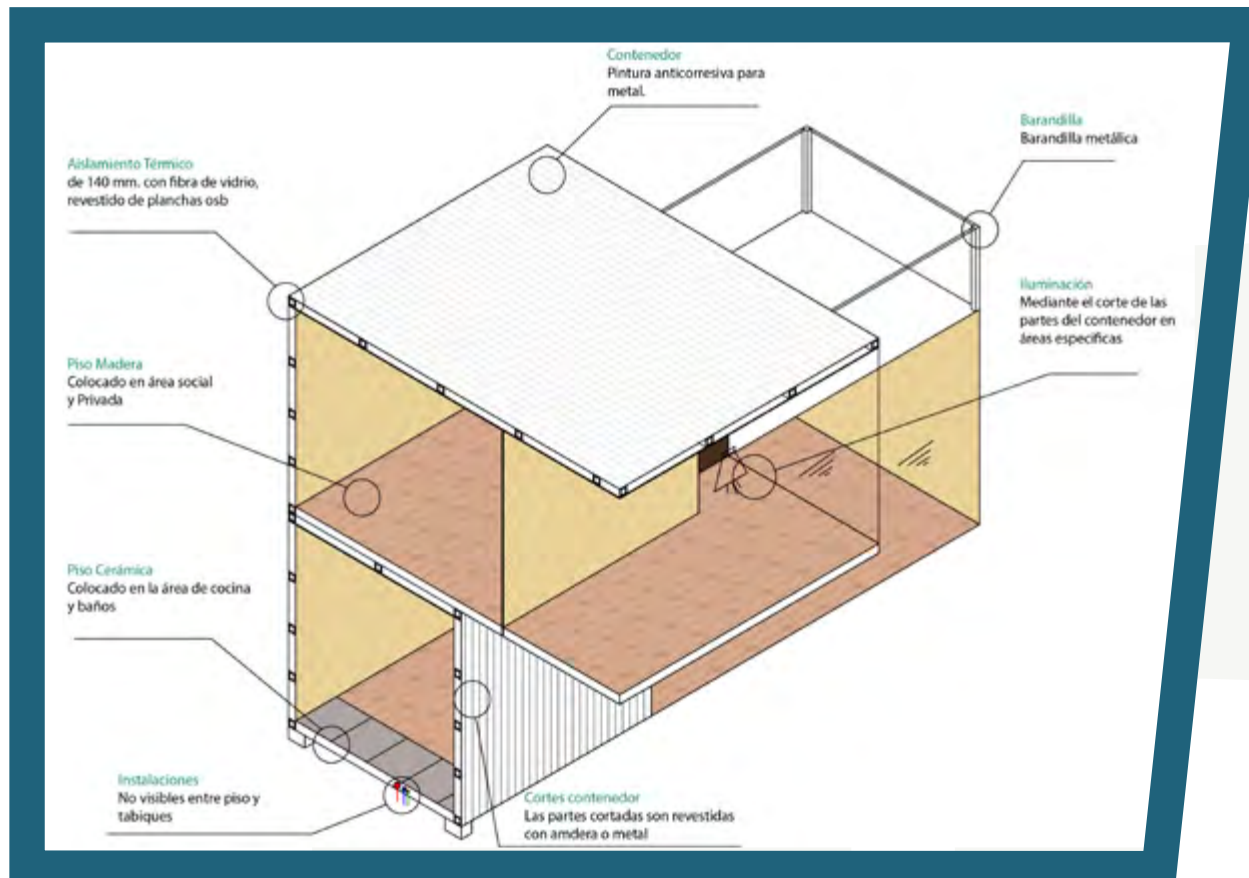 Contenedor
Pintura anticorresiva para
metal.
Barandilla
Barandilla metálica
Aislamiento Térmico
de 140 mm. con fibra de vidrio,
revestido de planchas osb
Iluminación
Mediante el corte de las
partes del contenedor en
áreas especificas
Piso Madera
Colocado en área social
y Privada
Piso Cerámica
Colocado en la área de cocina
y baños
Instalaciones
No visibles entre piso y
tabiques
Cortes contenedor
Las partes cortadas son revestidas
con amdera o metal